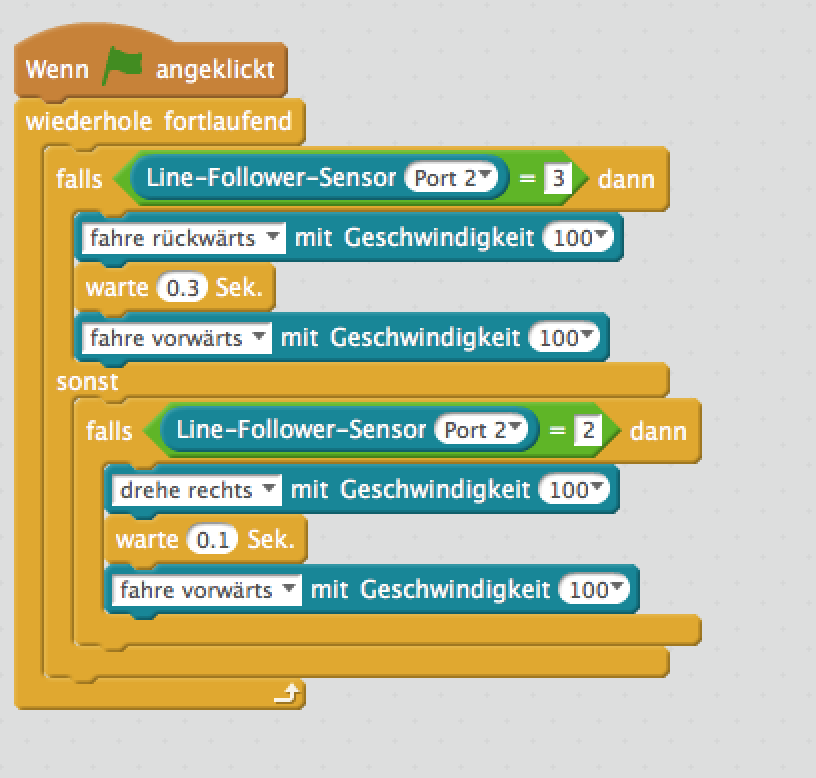 Wenn angeklickt
wiederhole fortlaufend
falls Line-Follower-Sensor Port 2 = 3 dann
fahre rückwärts mit Geschwindigkeit 100
warte 0.3 Sek.
fahre vorwärts mit Geschwindigkeit 100
sonst
falls Line-Follower-Sensor Port 2 = 2 dann
drehe rechts mit Geschwindigkeit 100
warte 0.1 Sek.
fahre vorwärts mit Geschwindigkeit 100